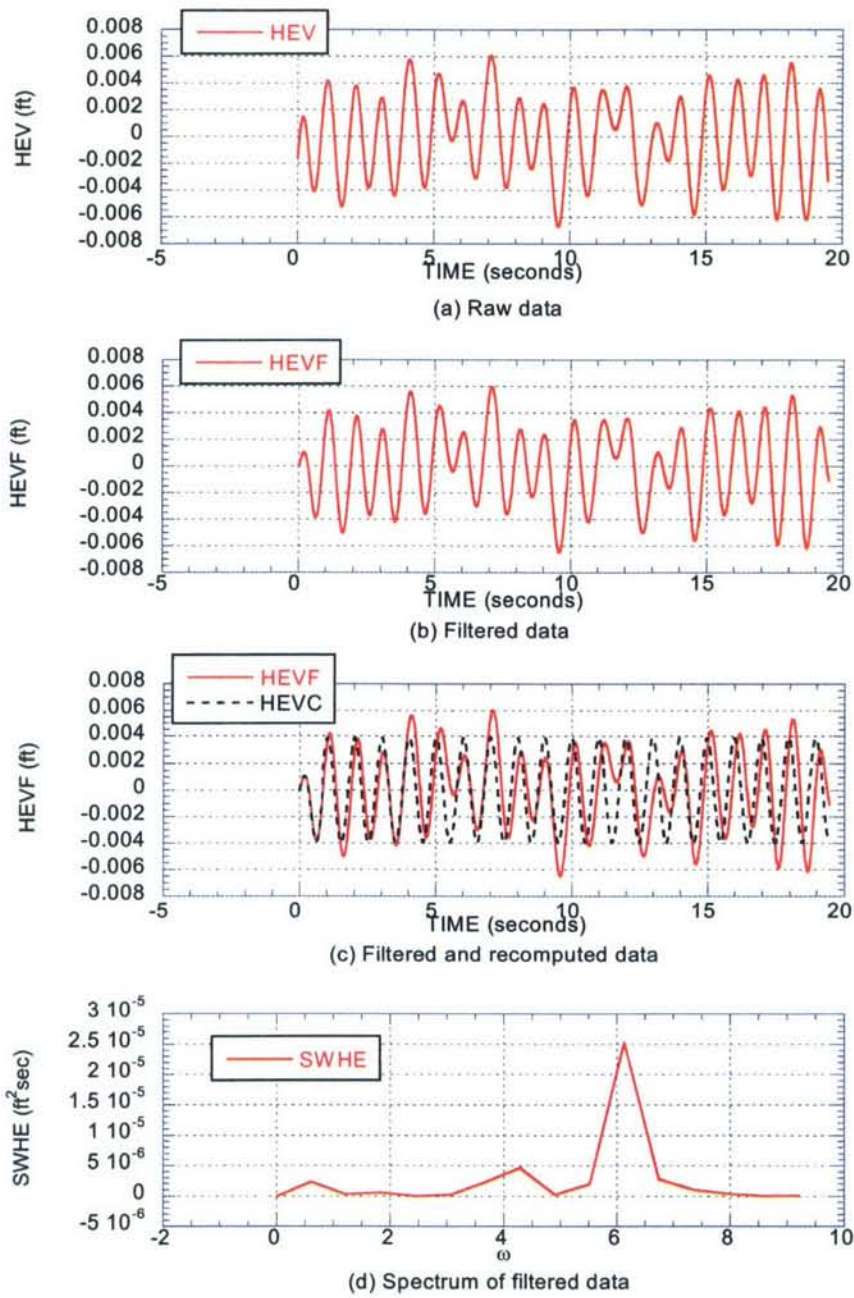 HEV
HEV (ft)
0.008
0.006
0.004
0.002
0
-0.002
-0.004
-0.006
-0.008
-5 0 5 10 15 20
TIME (seconds)
(a) Raw data
HEVF
HEVF (ft)
0.008
0.006
0.004
0.002
0
-0.002
-0.004
-0.006
-0.008
-5 0 5 10 15 20
TIME (seconds)
(b) Filtered data
HEVF
HEVC
HEVF (ft)
0.008
0.006
0.004
0.002
0
-0.002
-0.004
-0.006
-0.008
-5 0 5 10 15 20
TIME (seconds)
(c) Filtered and recomputed data
SWHE
SWHE (ft²sec)
3 10⁻⁵
2.5 10⁻⁵
2 10⁻⁵
1.5 10⁻⁵
1 10⁻⁵
5 10⁻⁶
0
-5 10⁻⁶
-2 0 2 4 6 8 10
ω
(d) Spectrum of filtered data